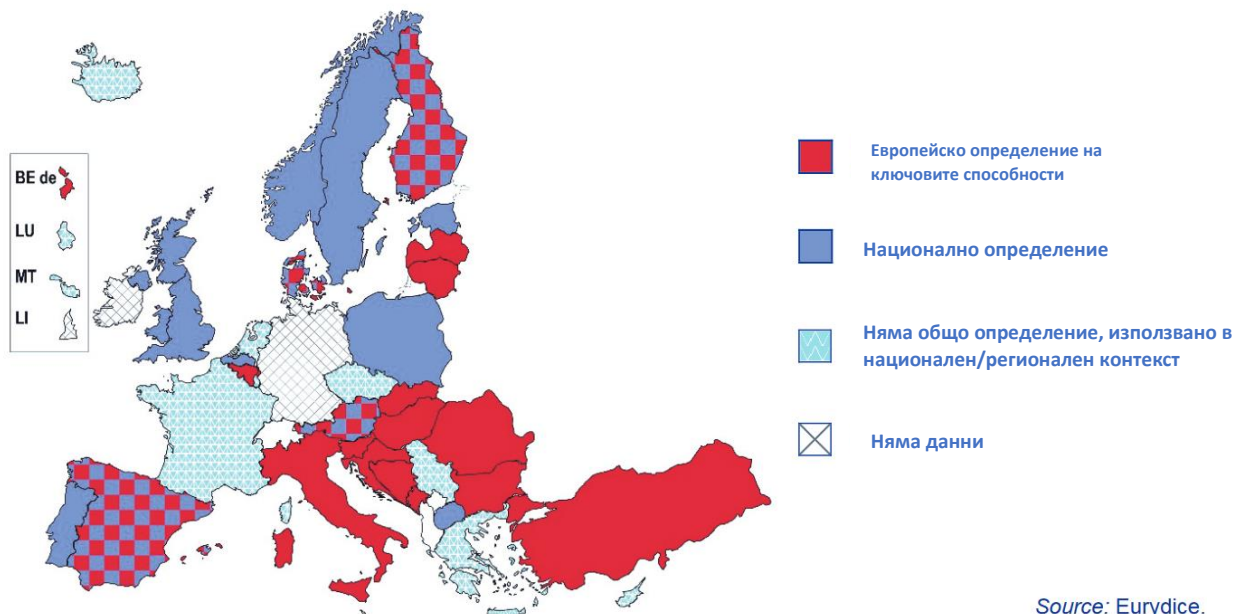 BE de
LU
MT
LI
Европейско определение на
ключовите способности
Национално определение
Няма общо определение, използвано в
национален/регионален контекст
Няма данни
Source: Eurydice.